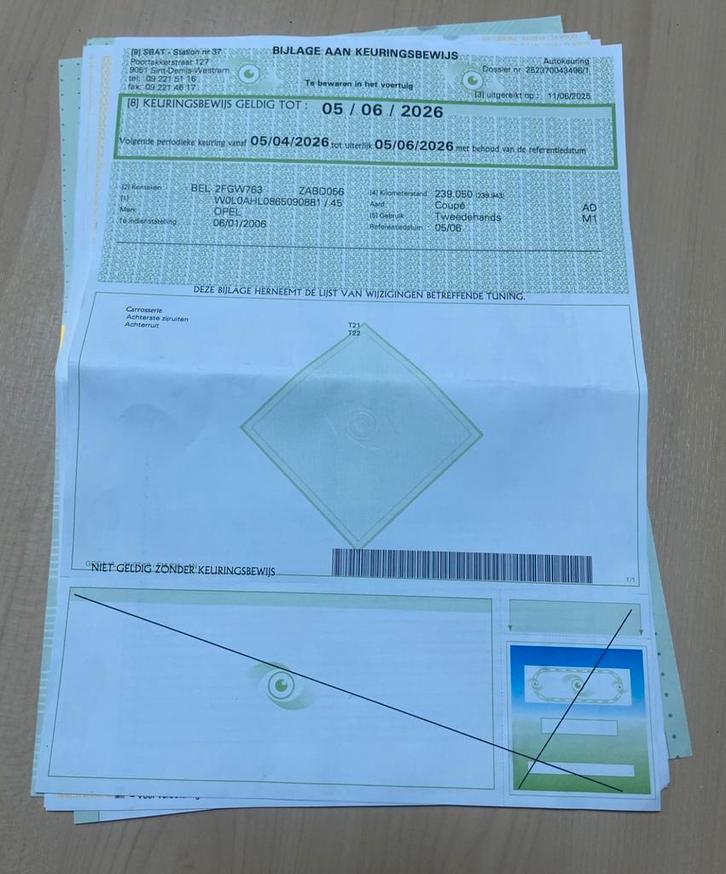 [9] SBAT - Station nr 37
Poortakkerstraat 127
9051 Sint-Denijs-Westrem
tel: 09 221 51 16
fax: 09 221 46 17
BIJLAGE AAN KEURINGSBEWIJS
Te bewaren in het voertuig
Autokeuring
Dossier nr 252370043496/1
[3] uitgereikt op : 11/06/2025
[8] KEURINGSBEWIJS GELDIG TOT : 05 / 06 / 2026
Volgende periodieke keuring vanaf 05/04/2026 tot uiterlijk 05/06/2026 met behoud van de referentiedatum
[2] Kenteken : BEL 2FGW763 ZABD056
[1] W0L0AHL0865090881 / 45
Merk OPEL
1e indienststelling 06/01/2006
[4] Kilometerstand 239.050 (239.943)
Aard Coupé AD
[5] Gebruik Tweedehands M1
Referentiedatum 05/06
DEZE BIJLAGE HERNEEMT DE LIJST VAN WIJZIGINGEN BETREFFENDE TUNING.
Carrosserie
Achterste zijruiten T21
Achterruit T22
NIET GELDIG ZONDER KEURINGSBEWIJS
1/1